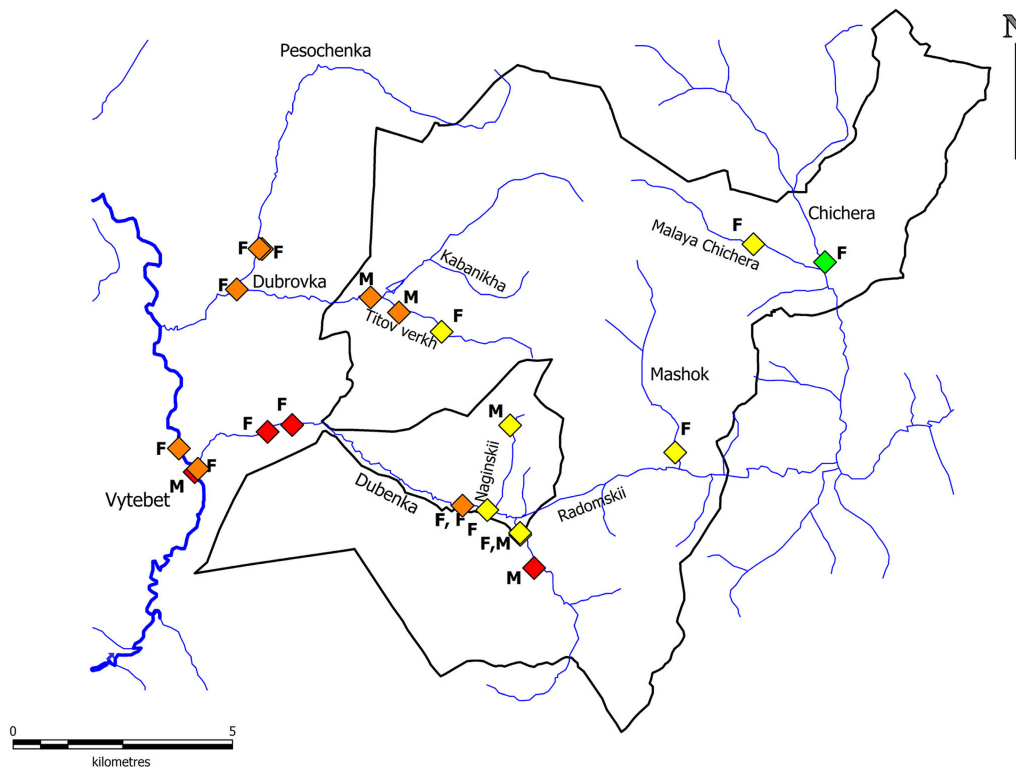 N
Pesochenka
Chichera
F
Malaya Chichera
F
F
F
Kabanikha
F
Dubrovka
M
M
F
Titov verkh
Mashok
F
F
M
F
F
F
M
Vytebet
Naginskii
Dubenka
Radomskii
F, F
F
F,M
M
0
5
kilometres